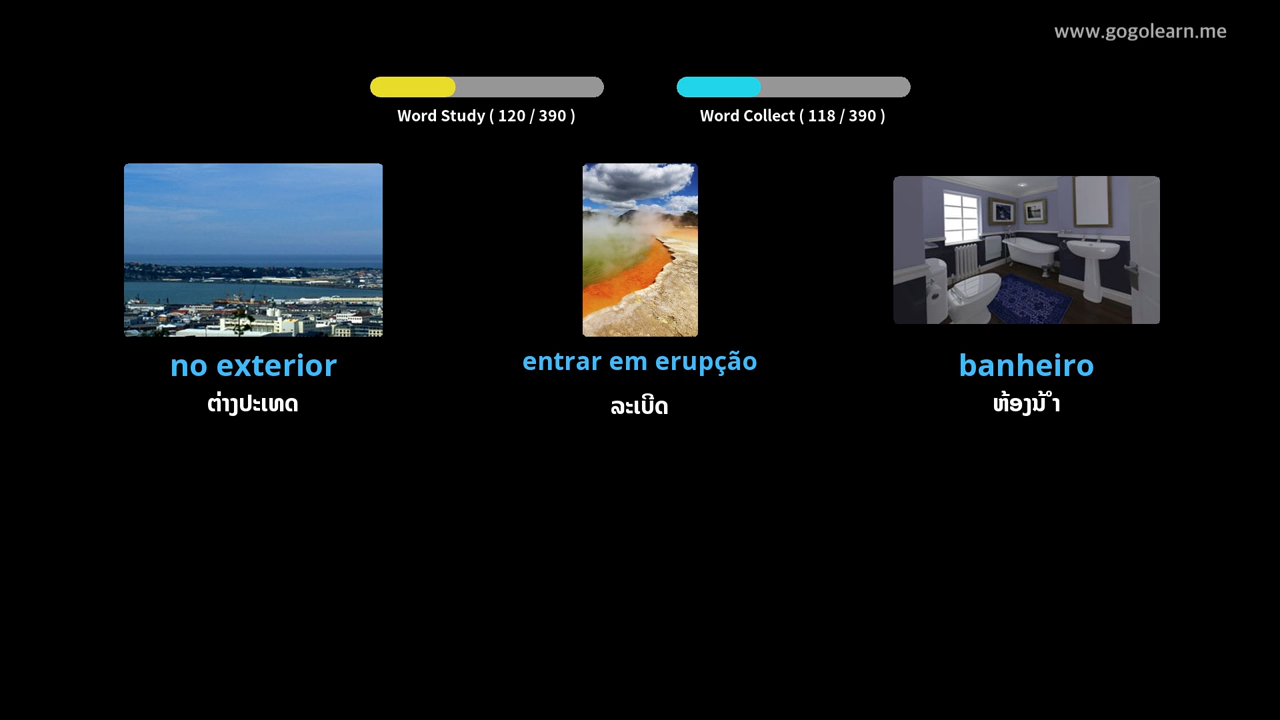 www.gogolearn.me
Word Study ( 120 / 390 )
Word Collect ( 118 / 390 )
no exterior
ຕ່າງປະເທດ
entrar em erupção
ລະເບີດ
banheiro
ຫ້ອງນ້ຳ